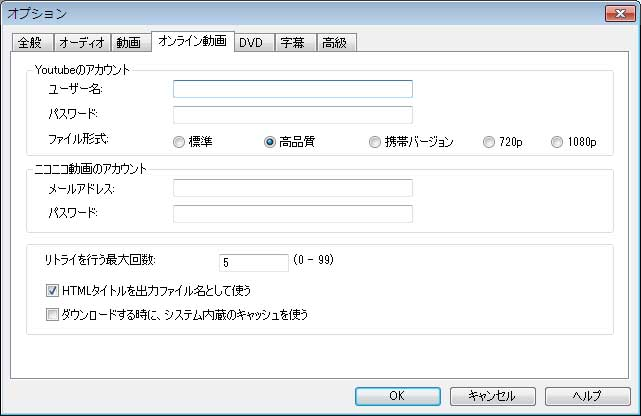 オプション
全般 オーディオ 動画 オンライン動画 DVD 字幕 高級
Youtubeのアカウント
ユーザー名:
パスワード:
ファイル形式: 標準 高品質 携帯バージョン 720p 1080p
ニコニコ動画のアカウント
メールアドレス:
パスワード:
リトライを行う最大回数: 5 (0 - 99)
HTMLタイトルを出力ファイル名として使う
ダウンロードする時に、システム内蔵のキャッシュを使う
OK キャンセル ヘルプ